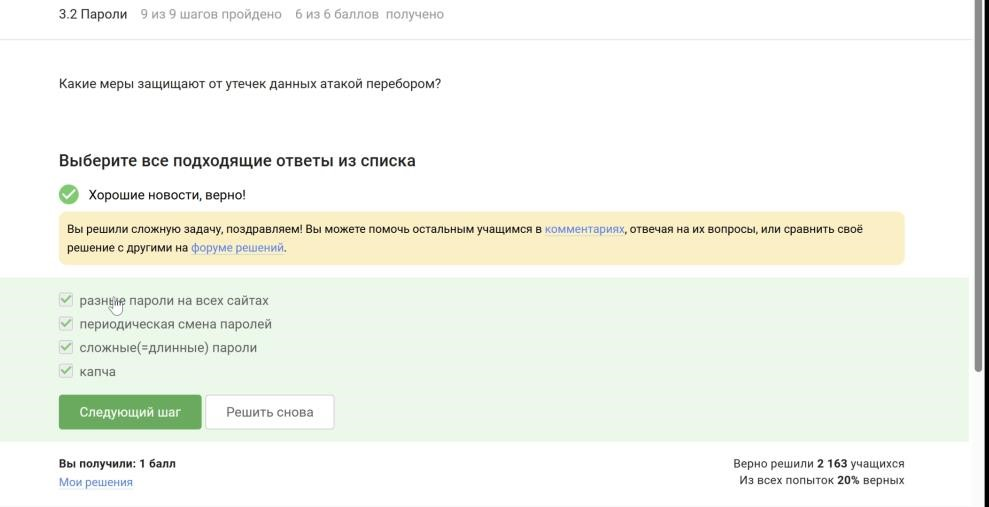 3.2 Пароли 9 из 9 шагов пройдено 6 из 6 баллов получено
Какие меры защищают от утечек данных атакой перебором?
Выберите все подходящие ответы из списка
Хорошие новости, верно!
Вы решили сложную задачу, поздравляем! Вы можете помочь остальным учащимся в комментариях, отвечая на их вопросы, или сравнить своё
решение с другими на форуме решений.
разные пароли на всех сайтах
периодическая смена паролей
сложные(=длинные) пароли
капча
Следующий шаг Решить снова
Вы получили: 1 балл
Мои решения
Верно решили 2 163 учащихся
Из всех попыток 20% верных